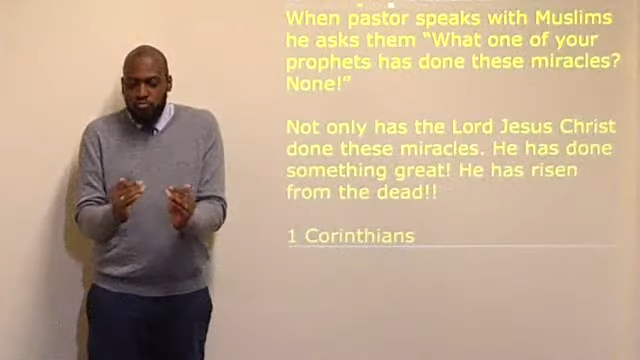 When pastor speaks with Muslims
he asks them “What one of your
prophets has done these miracles?
None!”
Not only has the Lord Jesus Christ
done these miracles. He has done
something great! He has risen
from the dead!!
1 Corinthians